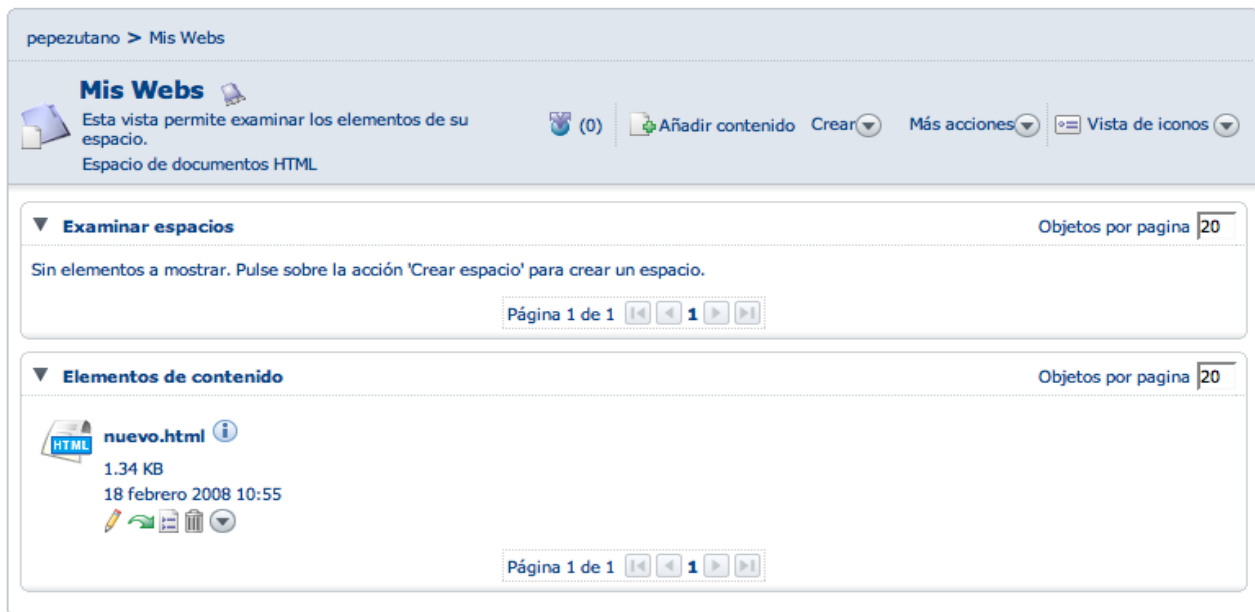 pepezutano > Mis Webs
Mis Webs
Esta vista permite examinar los elementos de su
espacio.
Espacio de documentos HTML
(0) Añadir contenido Crear Más acciones Vista de iconos
Examinar espacios Objetos por pagina 20
Sin elementos a mostrar. Pulse sobre la acción 'Crear espacio' para crear un espacio.
Página 1 de 1 1
Elementos de contenido Objetos por pagina 20
HTML nuevo.html
1.34 KB
18 febrero 2008 10:55
Página 1 de 1 1